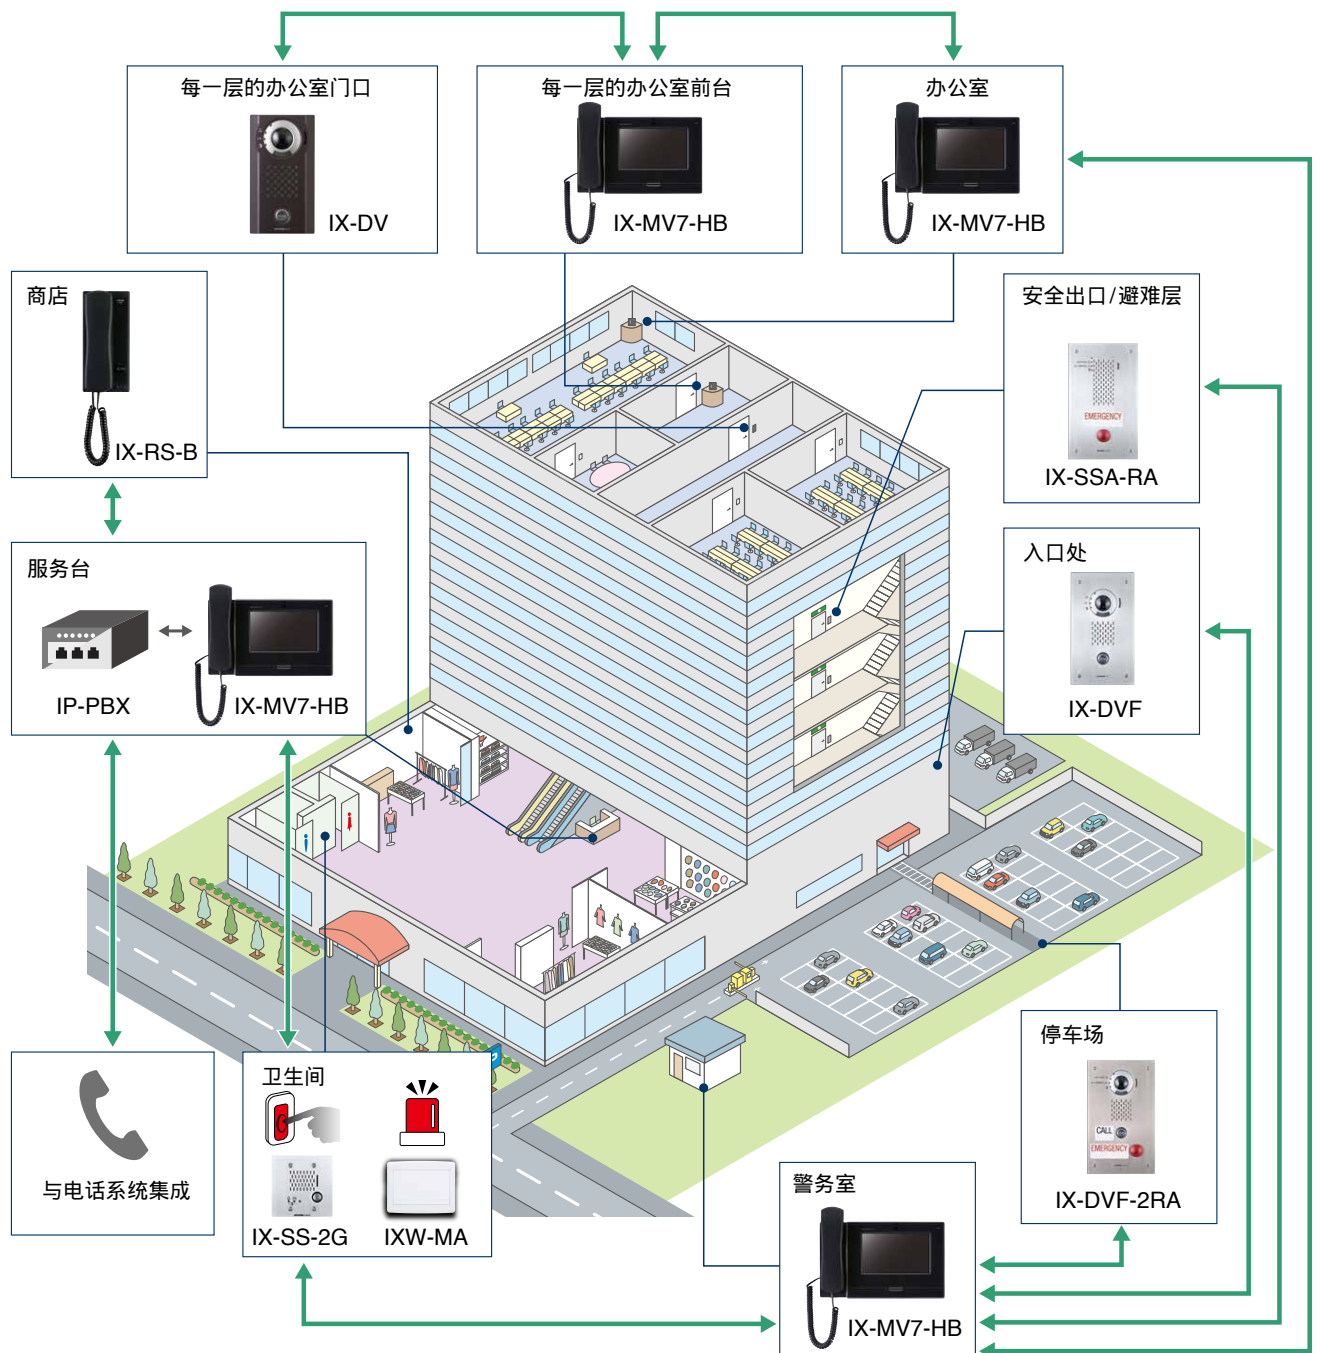 每一层的办公室门口
IX-DV
每一层的办公室前台
IX-MV7-HB
办公室
IX-MV7-HB
商店
IX-RS-B
安全出口/避难层
EMERGENCY
IX-SSA-RA
服务台
IP-PBX
IX-MV7-HB
入口处
IX-DVF
与电话系统集成
卫生间
IX-SS-2G
IXW-MA
停车场
CALL
EMERGENCY
IX-DVF-2RA
警务室
IX-MV7-HB